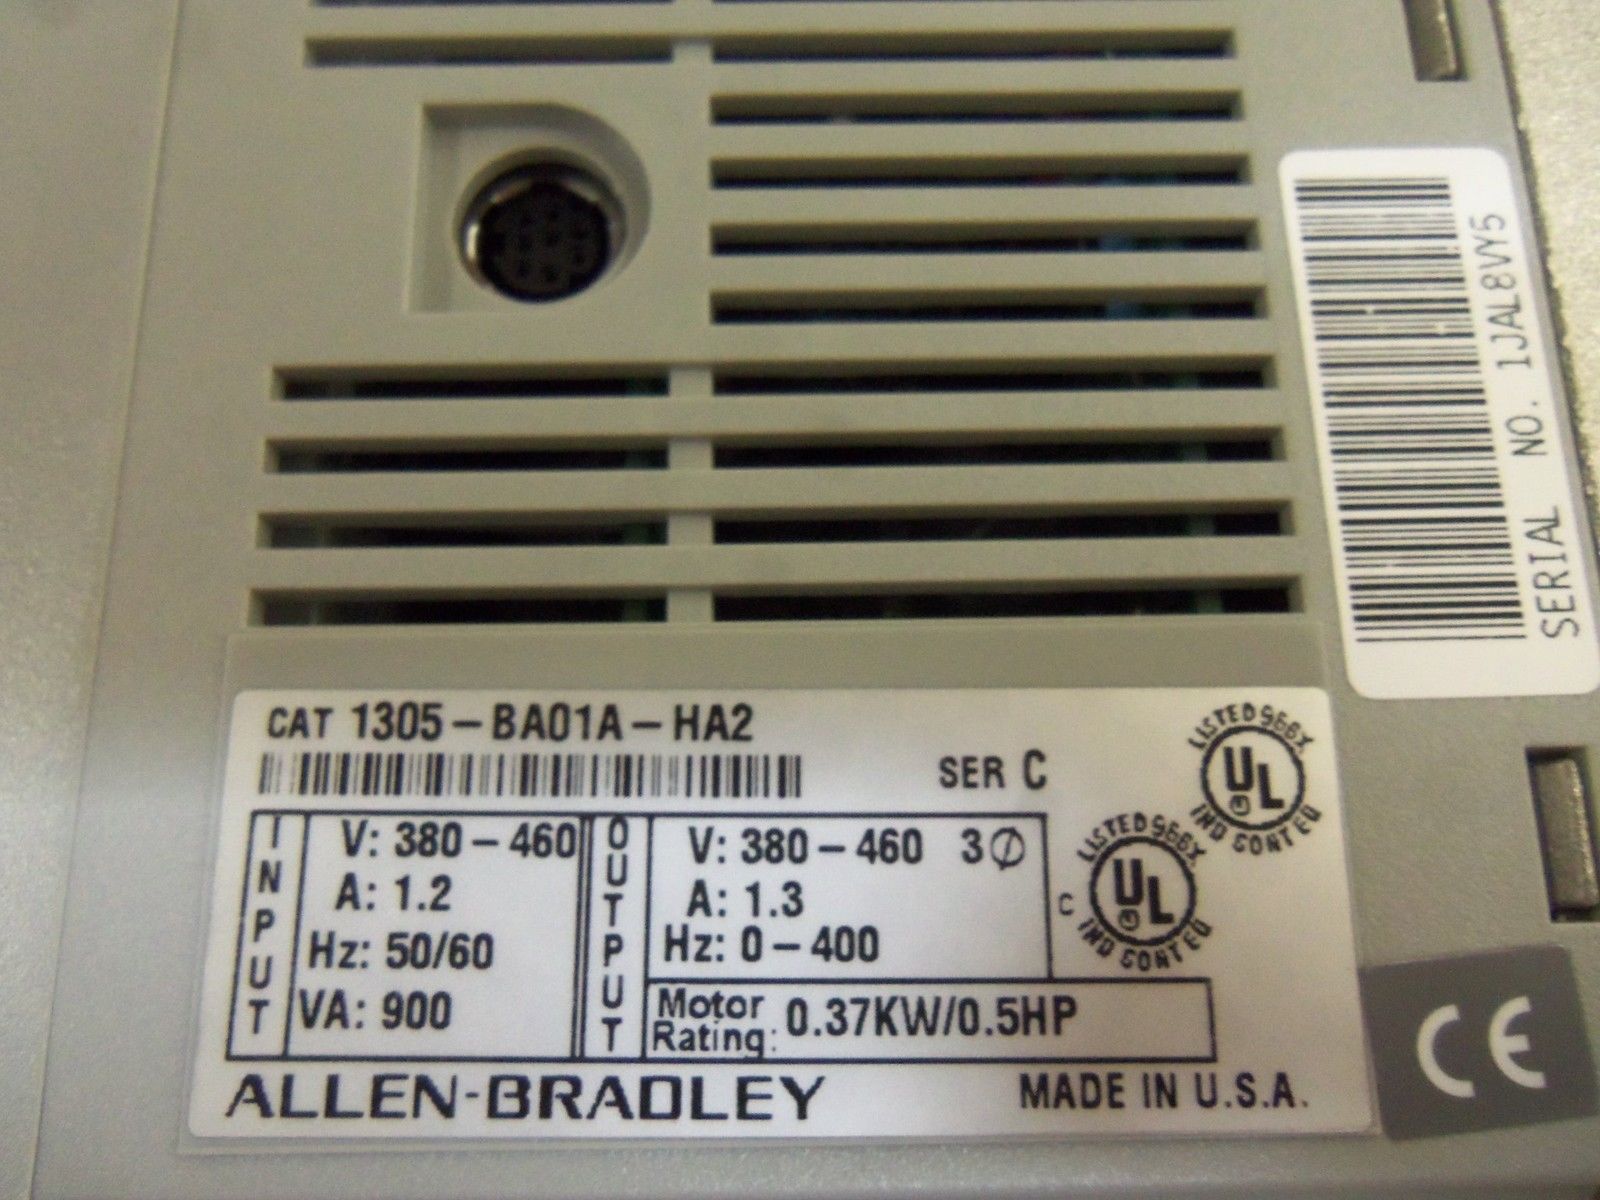 SERIAL NO. 1JAL8VY5
CAT 1305-BA01A-HA2
SER C
LISTED 966X
UL
IND CONT EQ
INPUT
V: 380-460
A: 1.2
Hz: 50/60
VA: 900
OUTPUT
V: 380-460 3Ø
A: 1.3
Hz: 0-400
Motor Rating: 0.37KW/0.5HP
LISTED 966X
C UL
IND CONT EQ
ALLEN-BRADLEY
MADE IN U.S.A.
CE